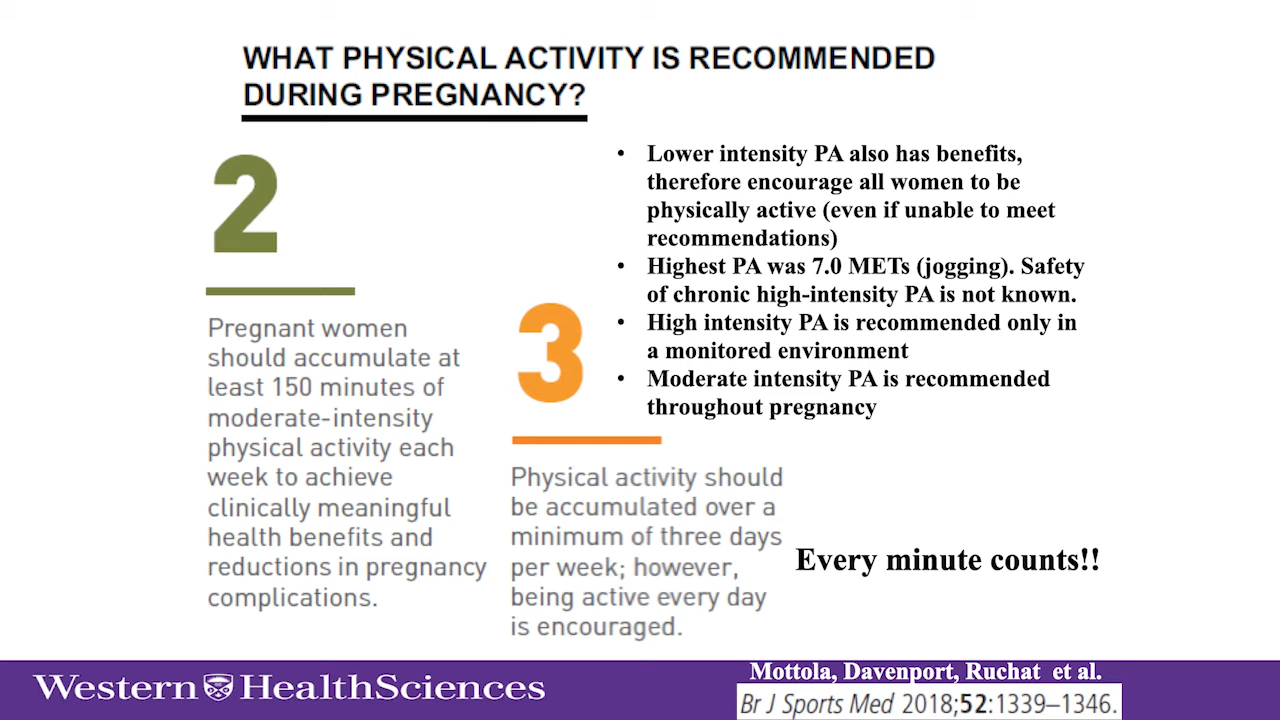 WHAT PHYSICAL ACTIVITY IS RECOMMENDED
DURING PREGNANCY?
2
Pregnant women
should accumulate at
least 150 minutes of
moderate-intensity
physical activity each
week to achieve
clinically meaningful
health benefits and
reductions in pregnancy
complications.
3
Physical activity should
be accumulated over a
minimum of three days
per week; however,
being active every day
is encouraged.
• Lower intensity PA also has benefits,
therefore encourage all women to be
physically active (even if unable to meet
recommendations)
• Highest PA was 7.0 METs (jogging). Safety
of chronic high-intensity PA is not known.
• High intensity PA is recommended only in
a monitored environment
• Moderate intensity PA is recommended
throughout pregnancy
Every minute counts!!
Western HealthSciences
Mottola, Davenport, Ruchat et al.
Br J Sports Med 2018;52:1339–1346.